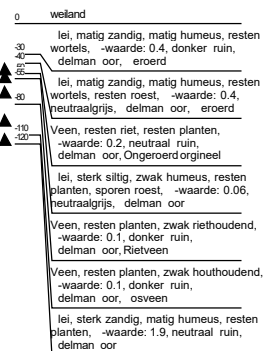 0 weiland
lei, matig zandig, matig humeus, resten
wortels, -waarde: 0.4, donker ruin,
delman oor, eroerd
-30
-40
lei, matig zandig, matig humeus, resten
wortels, resten roest, -waarde: 0.4,
neutraalgrijs, delman oor, eroerd
-65
-80
Veen, resten riet, resten planten,
-waarde: 0.2, neutraal ruin,
delman oor, Ongeroerd orgineel
-110
-120
lei, sterk siltig, zwak humeus, resten
planten, sporen roest, -waarde: 0.06,
neutraalgrijs, delman oor
Veen, resten planten, zwak riethoudend,
-waarde: 0.1, donker ruin,
delman oor, Rietveen
Veen, resten planten, zwak houthoudend,
-waarde: 0.1, donker ruin,
delman oor, osveen
lei, sterk zandig, matig humeus, resten
planten, -waarde: 1.9, neutraal ruin,
delman oor